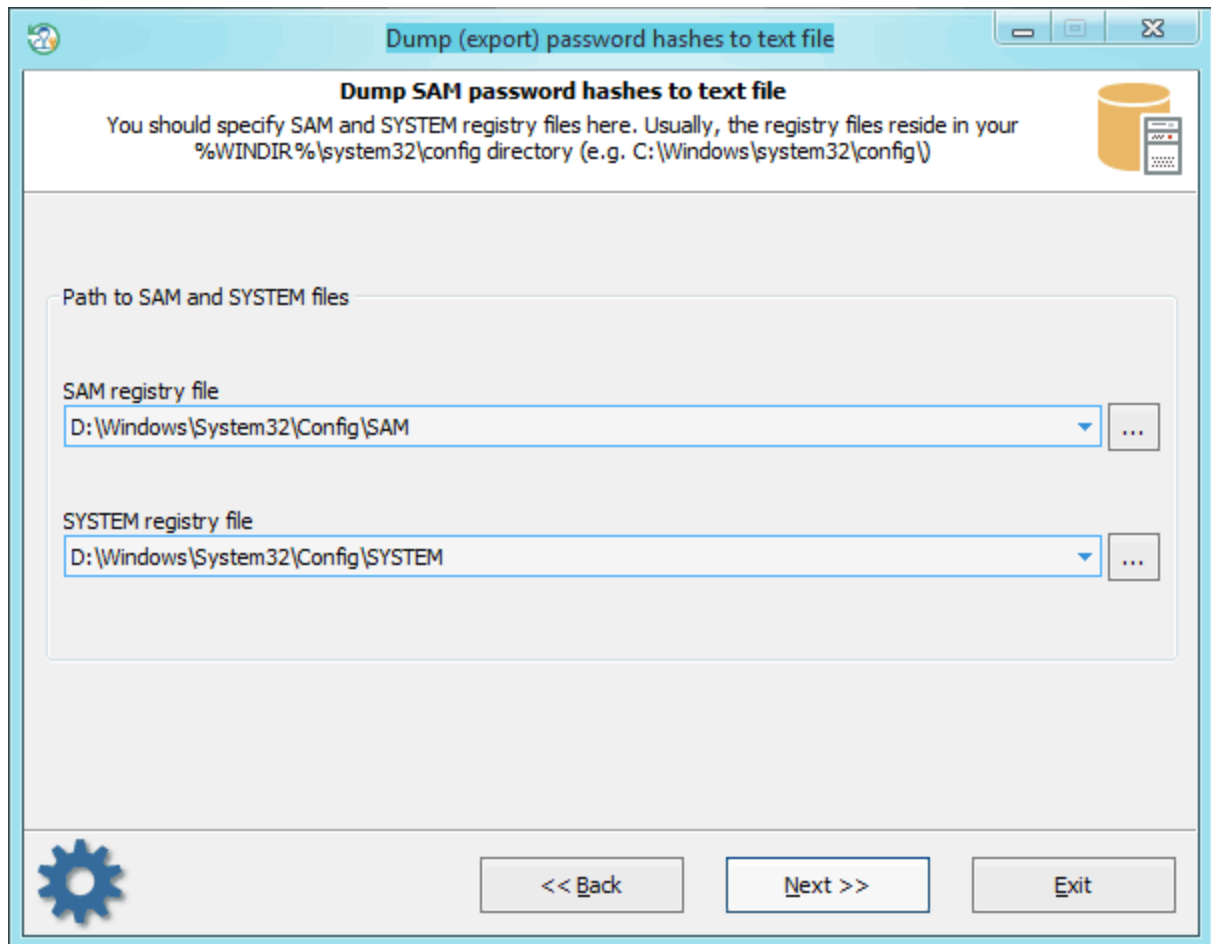 Dump (export) password hashes to text file
Dump SAM password hashes to text file
You should specify SAM and SYSTEM registry files here. Usually, the registry files reside in your
%WINDIR%\system32\config directory (e.g. C:\Windows\system32\config\)
Path to SAM and SYSTEM files
SAM registry file
D:\Windows\System32\Config\SAM
...
SYSTEM registry file
D:\Windows\System32\Config\SYSTEM
...
<< Back
Next >>
Exit